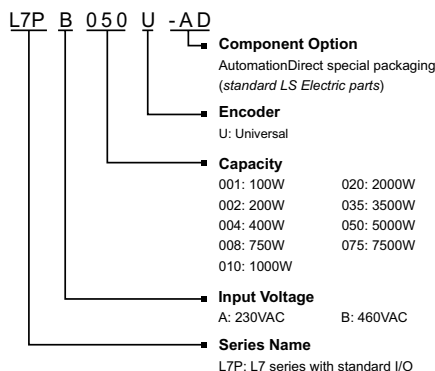 L7P B 050 U -AD
Component Option
AutomationDirect special packaging
(standard LS Electric parts)
Encoder
U: Universal
Capacity
001: 100W 020: 2000W
002: 200W 035: 3500W
004: 400W 050: 5000W
008: 750W 075: 7500W
010: 1000W
Input Voltage
A: 230VAC B: 460VAC
Series Name
L7P: L7 series with standard I/O